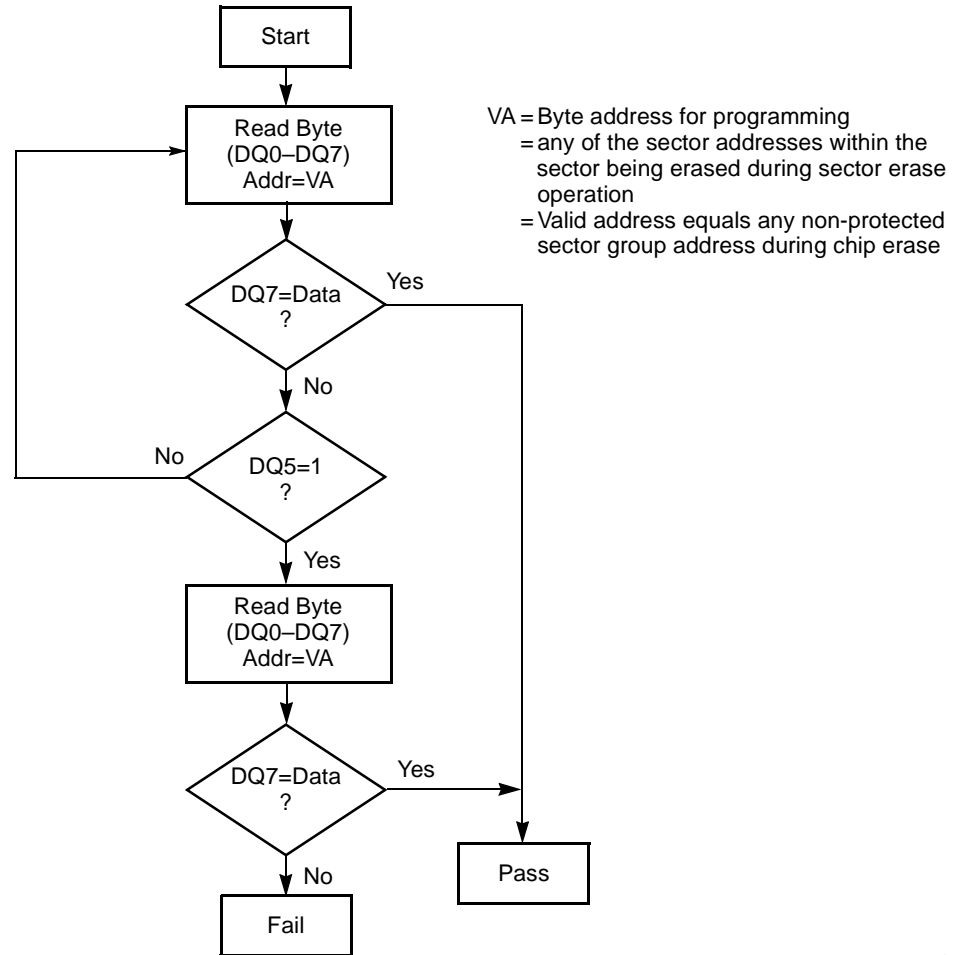 Start
Read Byte
(DQ0–DQ7)
Addr=VA
VA = Byte address for programming
= any of the sector addresses within the
sector being erased during sector erase
operation
= Valid address equals any non-protected
sector group address during chip erase
DQ7=Data
?
Yes
No
DQ5=1
?
No
Yes
Read Byte
(DQ0–DQ7)
Addr=VA
DQ7=Data
?
Yes
No
Pass
Fail